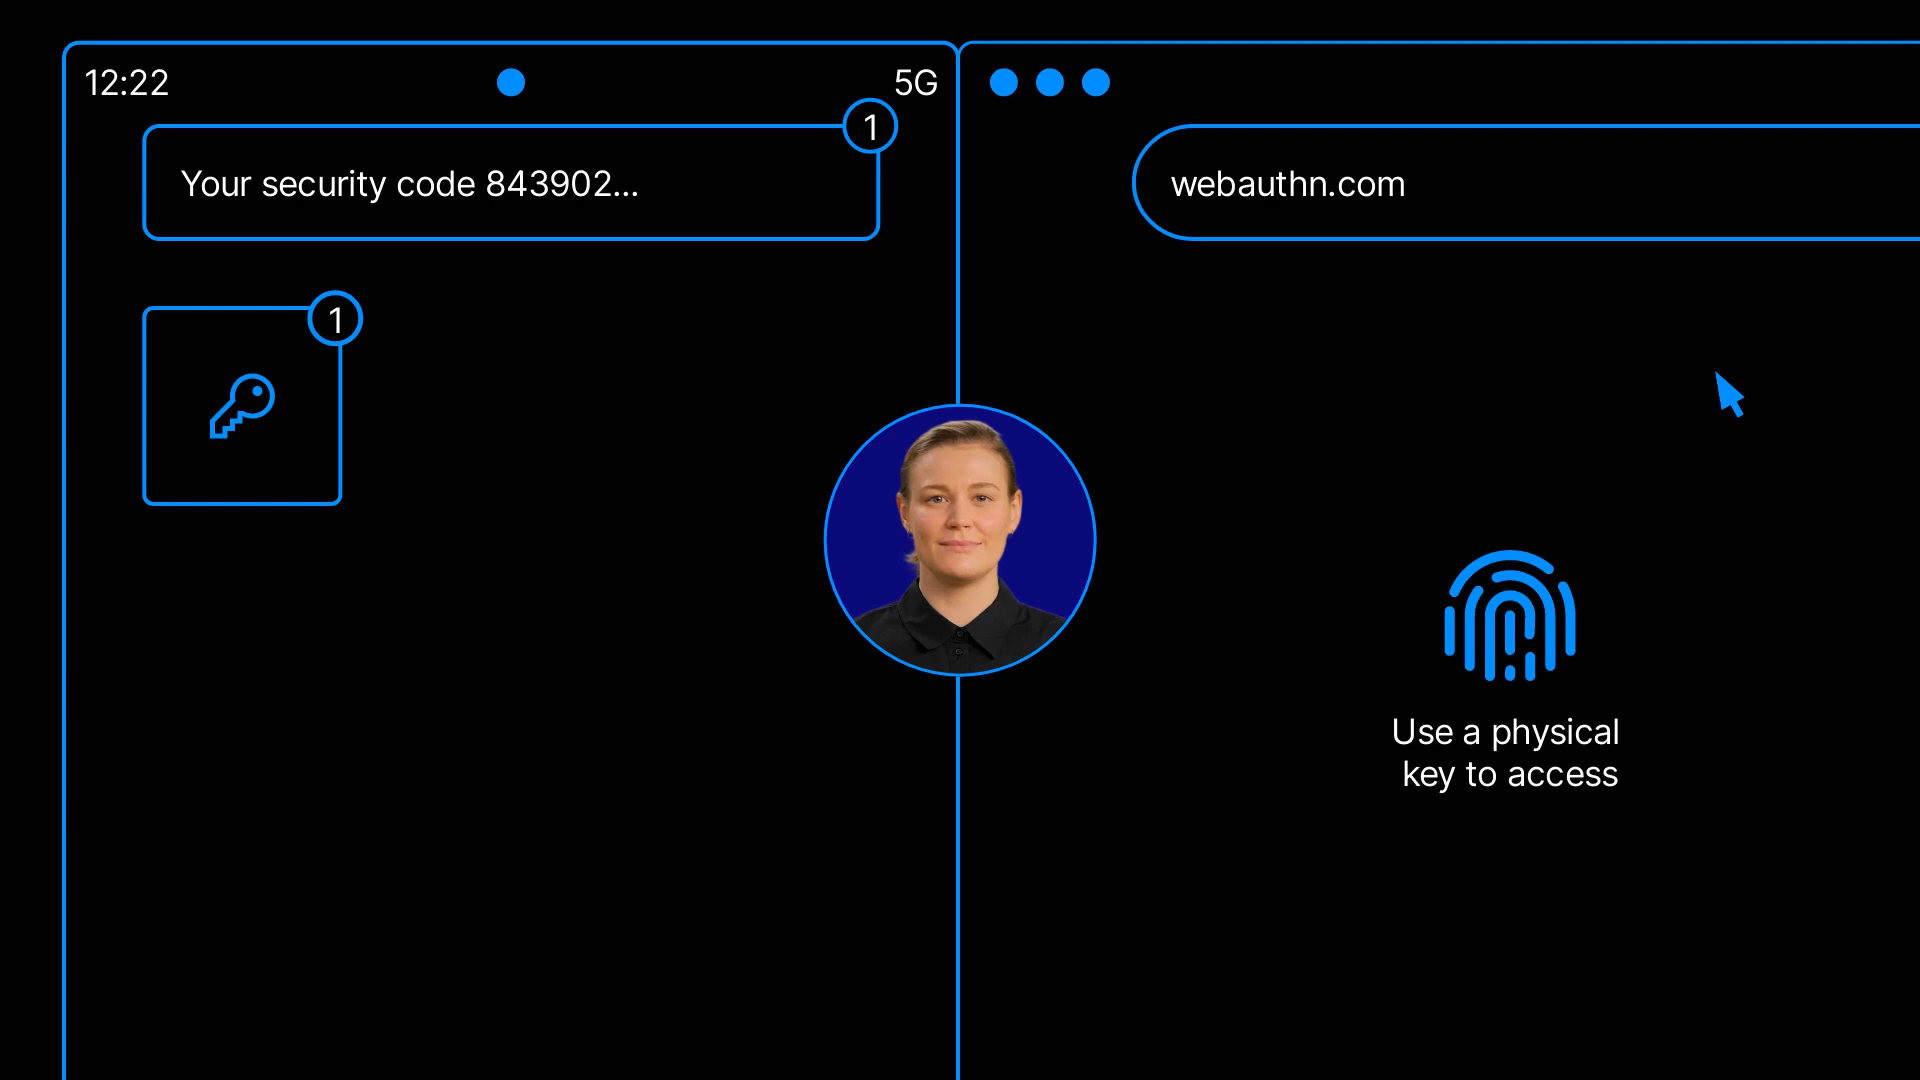 12:22
5G
1
Your security code 843902...
1
webauthn.com
Use a physical
key to access